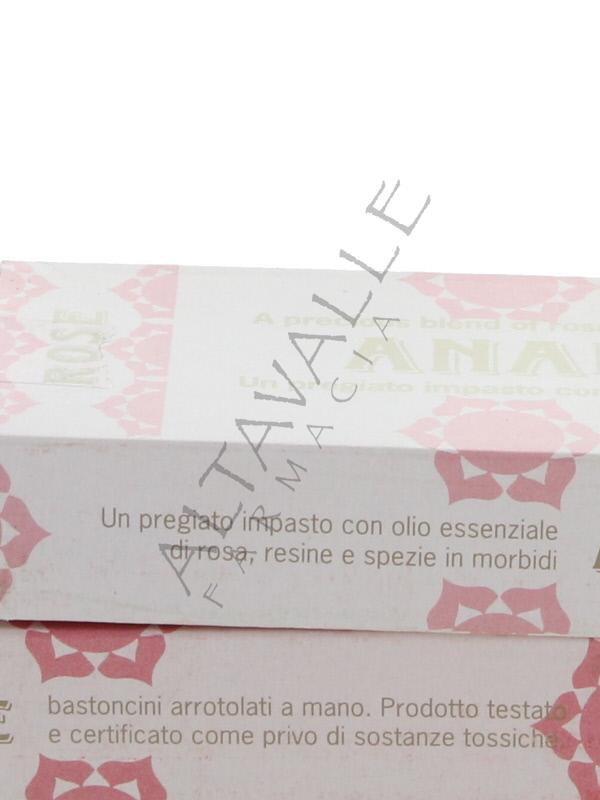 ALTAVALLE
FARMACIA
ROSE
A precious blend of rose
ANA
Un pregiato impasto con
Un pregiato impasto con olio essenziale
di rosa, resine e spezie in morbidi
bastoncini arrotolati a mano. Prodotto testato
e certificato come privo di sostanze tossiche.